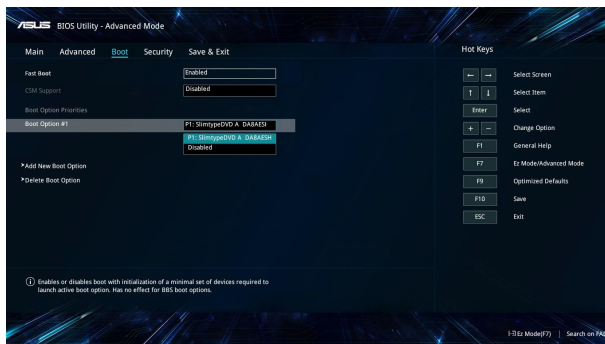 ASUS BIOS Utility - Advanced Mode
Main Advanced Boot Security Save & Exit
Hot Keys
Fast Boot Enabled
CSM Support Disabled
Boot Option Priorities
Boot Option #1 P1: SlimtypeDVD A DA8AESH
P1: SlimtypeDVD A DA8AESH
Disabled
>Add New Boot Option
>Delete Boot Option
← → Select Screen
↑ ↓ Select Item
Enter Select
+ − Change Option
F1 General Help
F7 Ez Mode/Advanced Mode
F9 Optimized Defaults
F10 Save
ESC Exit
Enables or disables boot with initialization of a minimal set of devices required to
launch active boot option. Has no effect for BBS boot options.
Ez Mode(F7) | Search on FAQ